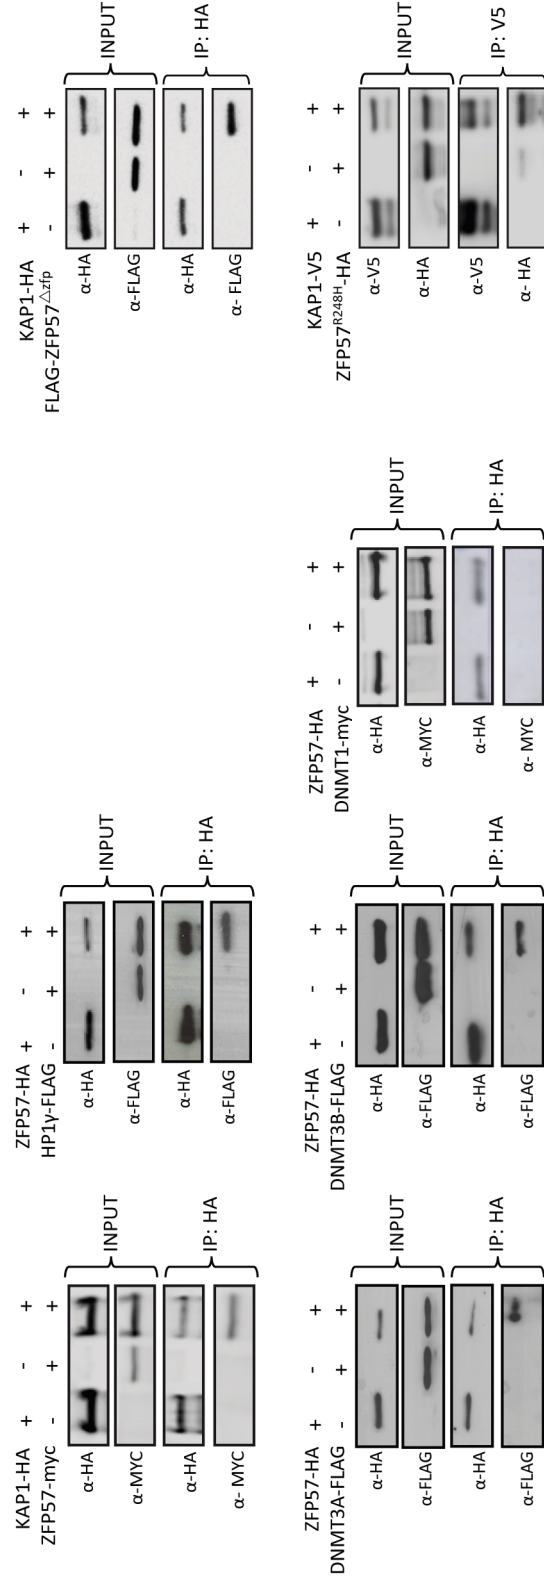 KAP1-HA + - +
ZFP57-myc - + +
α-HA
α-MYC
INPUT
α-HA
α- MYC
IP: HA
ZFP57-HA + - +
HP1γ-FLAG - + +
α-HA
α-FLAG
INPUT
α-HA
α-FLAG
IP: HA
KAP1-HA + - +
FLAG-ZFP57△zfp - + +
α-HA
α-FLAG
INPUT
α-HA
α- FLAG
IP: HA
ZFP57-HA + - +
DNMT3A-FLAG - + +
α-HA
α-FLAG
INPUT
α-HA
α-FLAG
IP: HA
ZFP57-HA + - +
DNMT3B-FLAG - + +
α-HA
α-FLAG
INPUT
α-HA
α-FLAG
IP: HA
ZFP57-HA + - +
DNMT1-myc - + +
α-HA
α-MYC
INPUT
α-HA
α- MYC
IP: HA
KAP1-V5 + - +
ZFP57R248H-HA - + +
α-V5
α-HA
INPUT
α-V5
α- HA
IP: V5